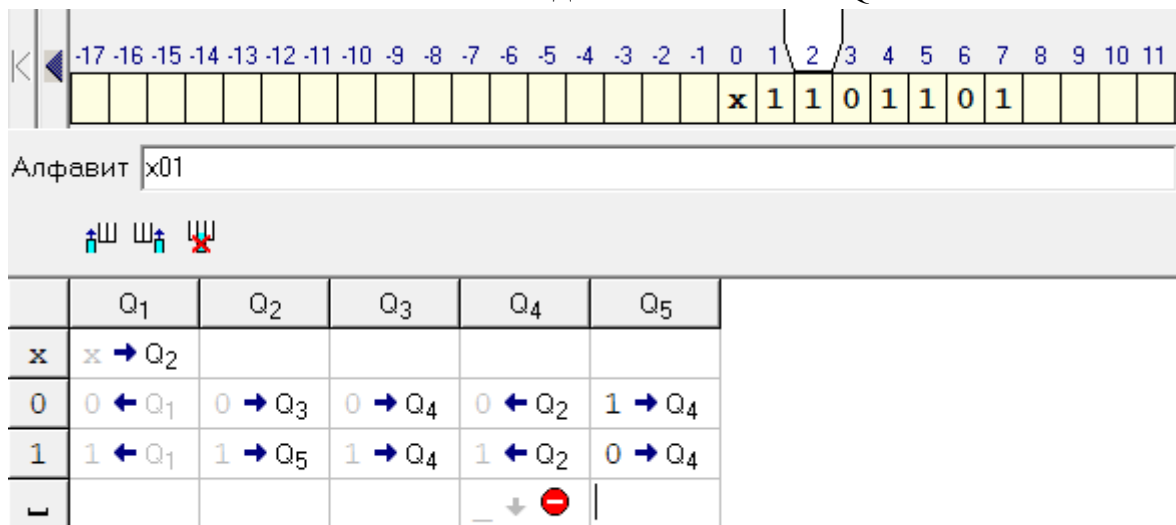 -17 -16 -15 -14 -13 -12 -11 -10 -9 -8 -7 -6 -5 -4 -3 -2 -1 0 1 2 3 4 5 6 7 8 9 10 11
x 1 1 0 1 1 0 1
Алфавит x01
Q1 Q2 Q3 Q4 Q5
x x → Q2
0 0 ← Q1 0 → Q3 0 → Q4 0 ← Q2 1 → Q4
1 1 ← Q1 1 → Q5 1 → Q4 1 ← Q2 0 → Q4
_ _ ↓